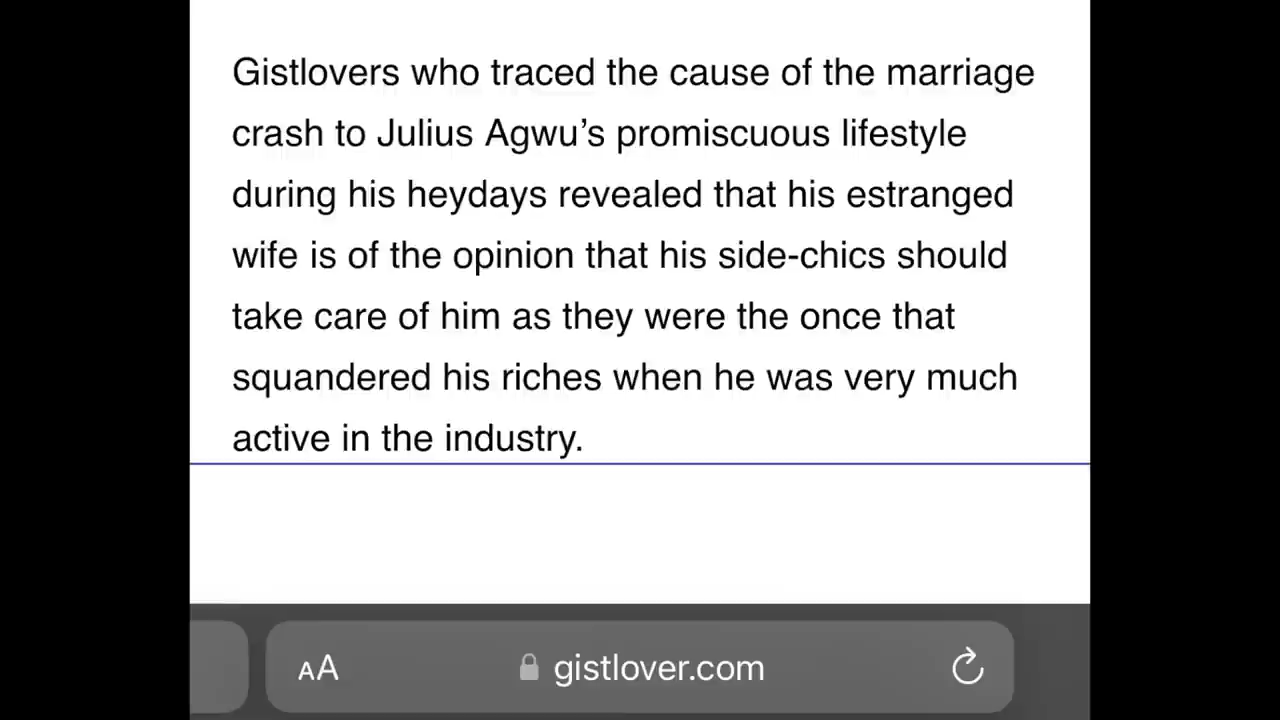 Gistlovers who traced the cause of the marriage
crash to Julius Agwu’s promiscuous lifestyle
during his heydays revealed that his estranged
wife is of the opinion that his side-chics should
take care of him as they were the once that
squandered his riches when he was very much
active in the industry.
AA gistlover.com